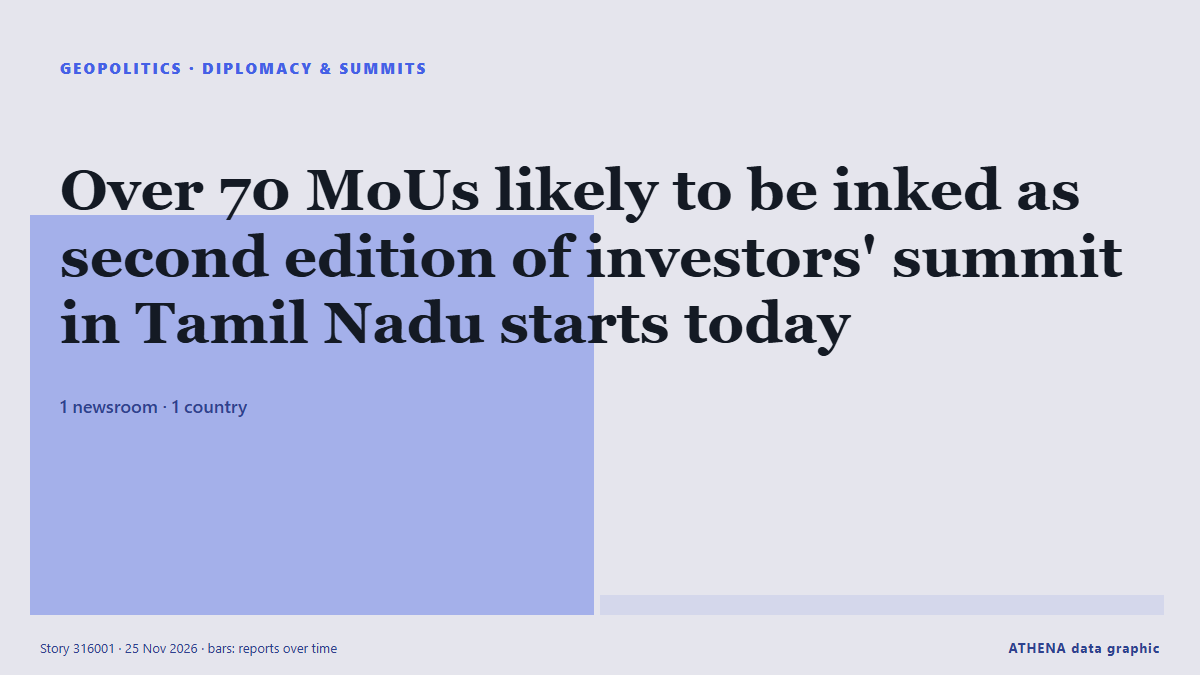 GEOPOLITICS · DIPLOMACY & SUMMITS
Over 70 MoUs likely to be inked as
second edition of investors' summit
in Tamil Nadu starts today
1 newsroom · 1 country
Story 316001 · 25 Nov 2026 · bars: reports over time
ATHENA data graphic